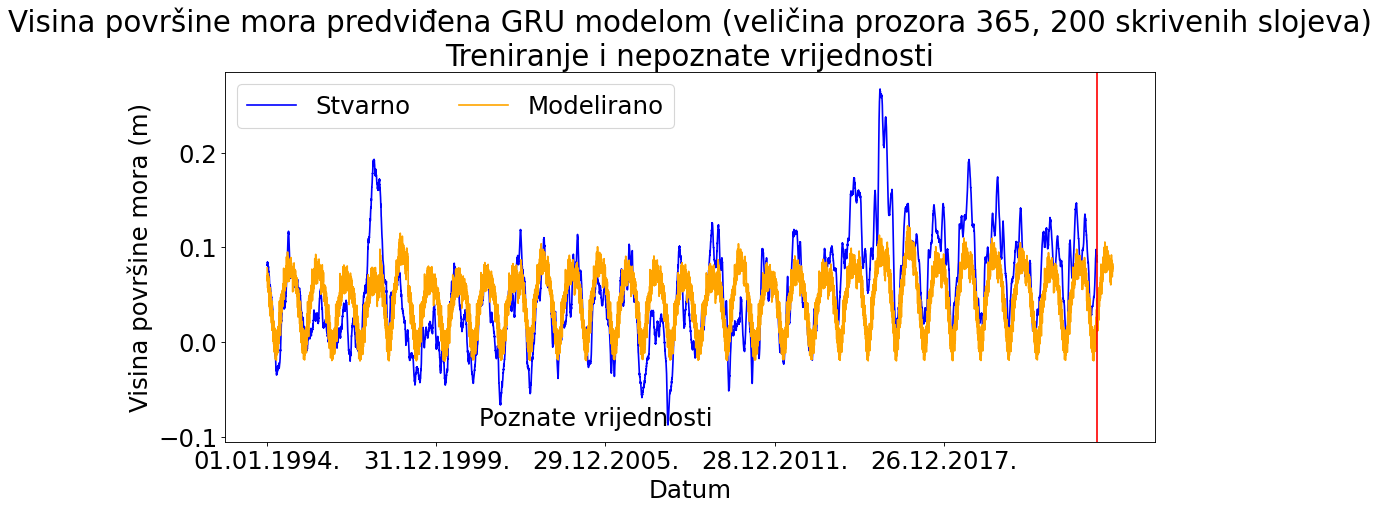 Visina površine mora predviđena GRU modelom (veličina prozora 365, 200 skrivenih slojeva)
Treniranje i nepoznate vrijednosti
Stvarno
Modelirano
Visina površine mora (m)
0.2
0.1
0.0
−0.1
Poznate vrijednosti
01.01.1994.
31.12.1999.
29.12.2005.
28.12.2011.
26.12.2017.
Datum